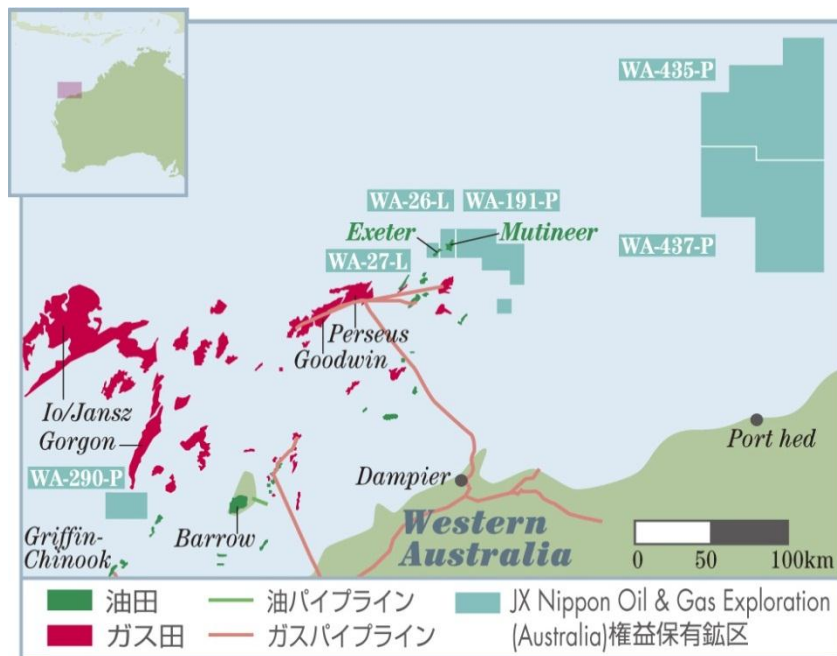 WA-435-P
WA-26-L
WA-191-P
Exeter
Mutineer
WA-27-L
WA-437-P
Perseus
Goodwin
Io/Jansz
Gorgon
Port hed
WA-290-P
Dampier
Griffin-
Chinook
Barrow
Western
Australia
0 50 100km
油田
油パイプライン
JX Nippon Oil & Gas Exploration
ガス田
ガスパイプライン
(Australia)権益保有鉱区